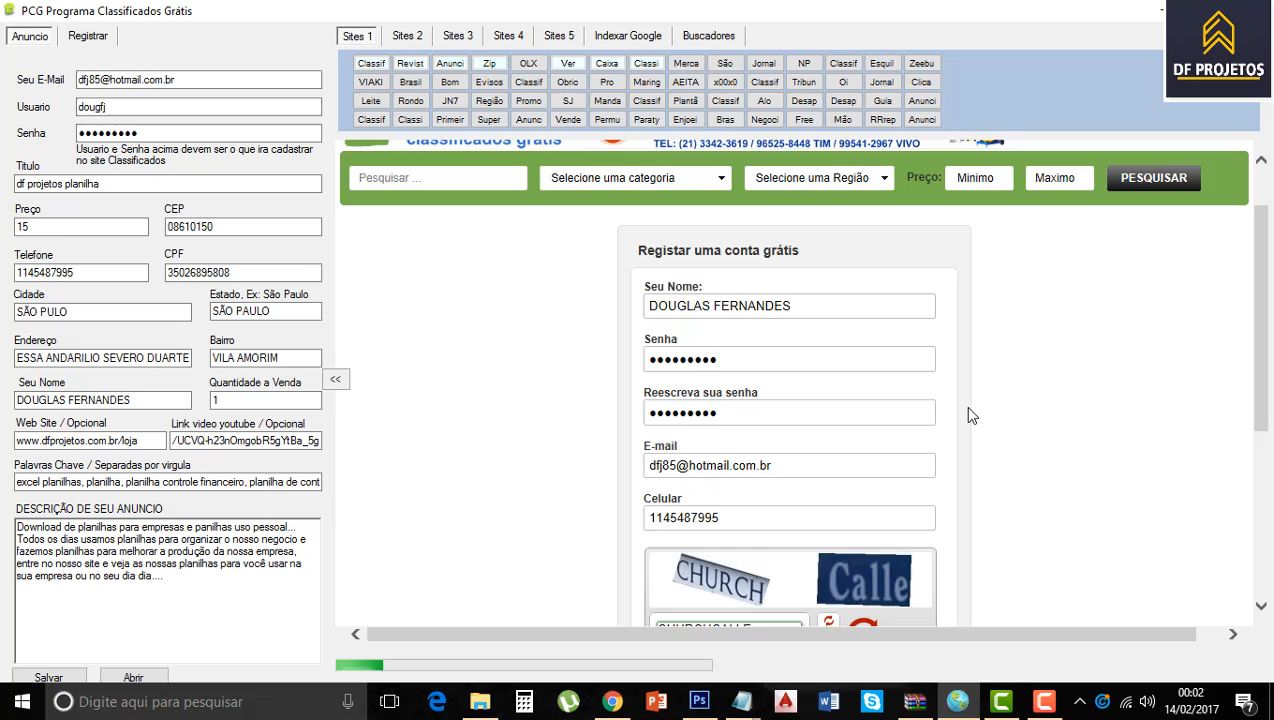 PCG Programa Classificados Grátis
DF PROJETOS
Anuncio Registrar
Sites 1 Sites 2 Sites 3 Sites 4 Sites 5 Indexar Google Buscadores
Classif Revist Anunci Zip OLX Ver Caixa Classi Merca São Jornal NP Classif Esquil Zeebu
VIAKI Brasil Bom Evisos Classif Obrio Pro Maring AEITA x00x0 Classif Tribun Oi Jornal Clica
Leite Rondo JN7 Região Promo SJ Manda Classif Plantã Classif Alo Desap Desap Guia Anunci
Classif Classi Primeir Super Anunc Vende Permu Paraty Enjoei Bras Negoci Free Mão RRrep Anunci
Seu E-Mail dfj85@hotmail.com.br
Usuario dougfj
Senha ●●●●●●●●●
Usuario e Senha acima devem ser o que ira cadastrar
no site Classificados
Titulo
df projetos planilha
Preço CEP
15 08610150
Telefone CPF
1145487995 35026895808
Cidade Estado, Ex: São Paulo
SÃO PULO SÃO PAULO
Endereço Bairro
ESSA ANDARILIO SEVERO DUARTE VILA AMORIM
Seu Nome Quantidade a Venda
DOUGLAS FERNANDES 1
Web Site / Opcional Link video youtube / Opcional
www.dfprojetos.com.br/loja /UCVQ-h23nOmgobR5gYtBa_5g
Palavras Chave / Separadas por virgula
excel planilhas, planilha, planilha controle financeiro, planilha de cont
DESCRIÇÃO DE SEU ANUNCIO
Download de planilhas para empresas e panilhas uso pessoal...
Todos os dias usamos planilhas para organizar o nosso negocio e
fazemos planilhas para melhorar a produção da nossa empresa,
entre no nosso site e veja as nossas planilhas para você usar na
sua empresa ou no seu dia dia....
Salvar Abrir
<<
classificados grátis TEL: (21) 3342-3619 / 96525-8448 TIM / 99541-2967 VIVO
Pesquisar ... Selecione uma categoria Selecione uma Região Preço: Minimo Maximo PESQUISAR
Registar uma conta grátis
Seu Nome:
DOUGLAS FERNANDES
Senha
●●●●●●●●●
Reescreva sua senha
●●●●●●●●●
E-mail
dfj85@hotmail.com.br
Celular
1145487995
CHURCH Calle
CHURCHCALLE
Digite aqui para pesquisar
00:02
14/02/2017
7